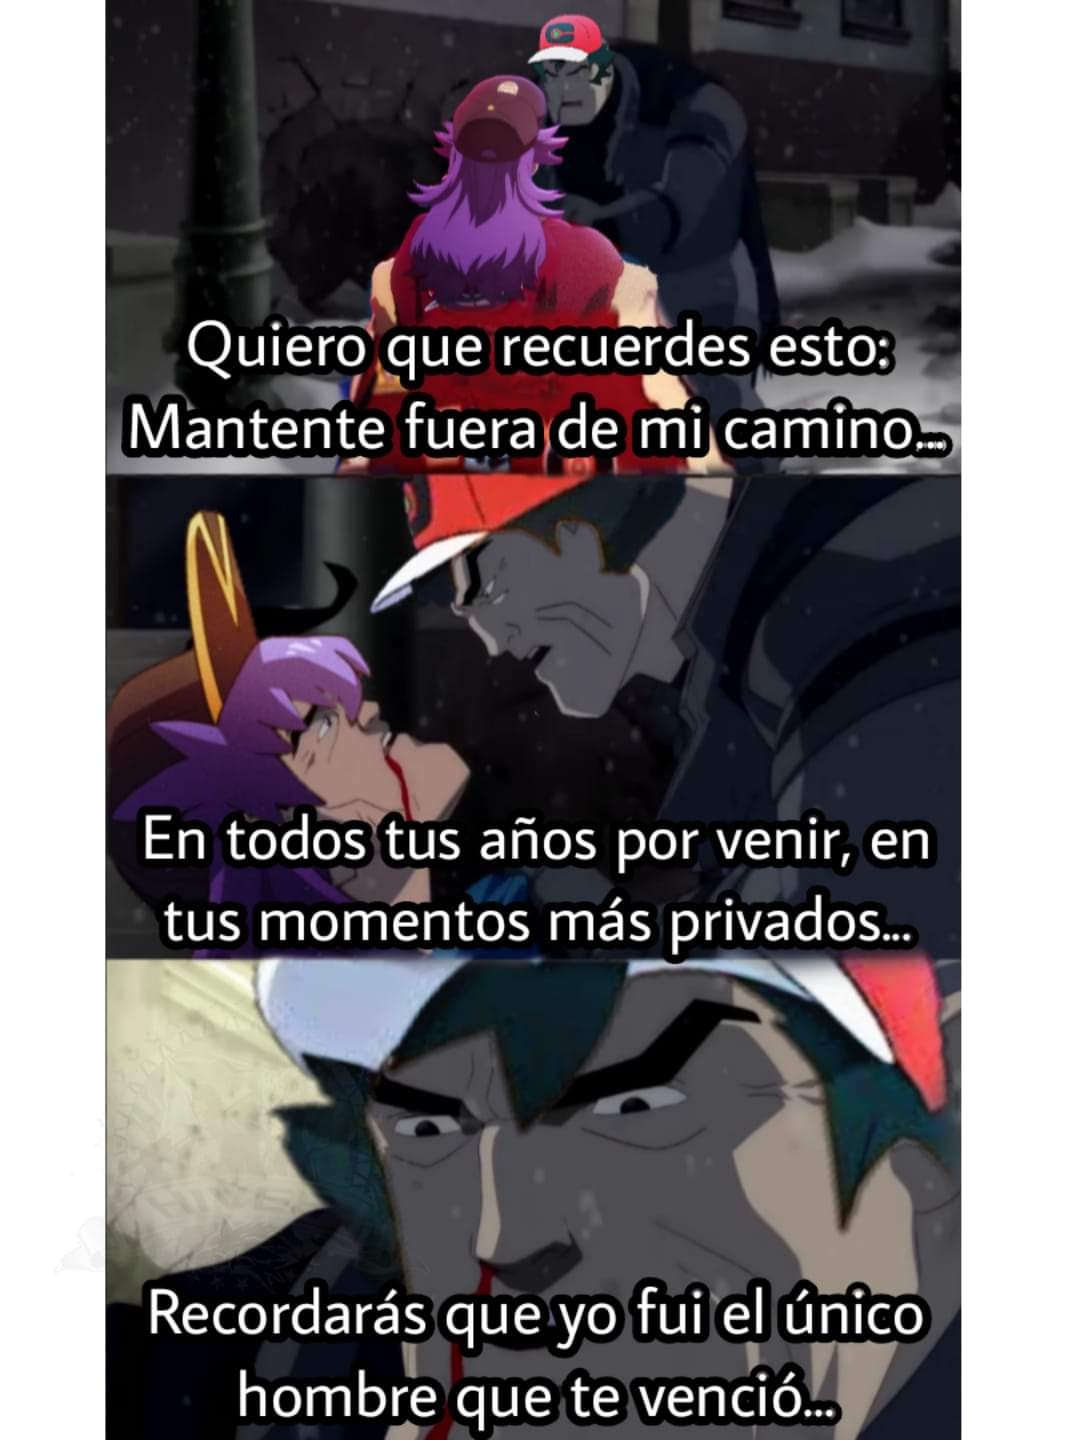 Quiero que recuerdes esto:
Mantente fuera de mi camino...
En todos tus años por venir, en
tus momentos más privados...
Recordarás que yo fui el único
hombre que te venció...